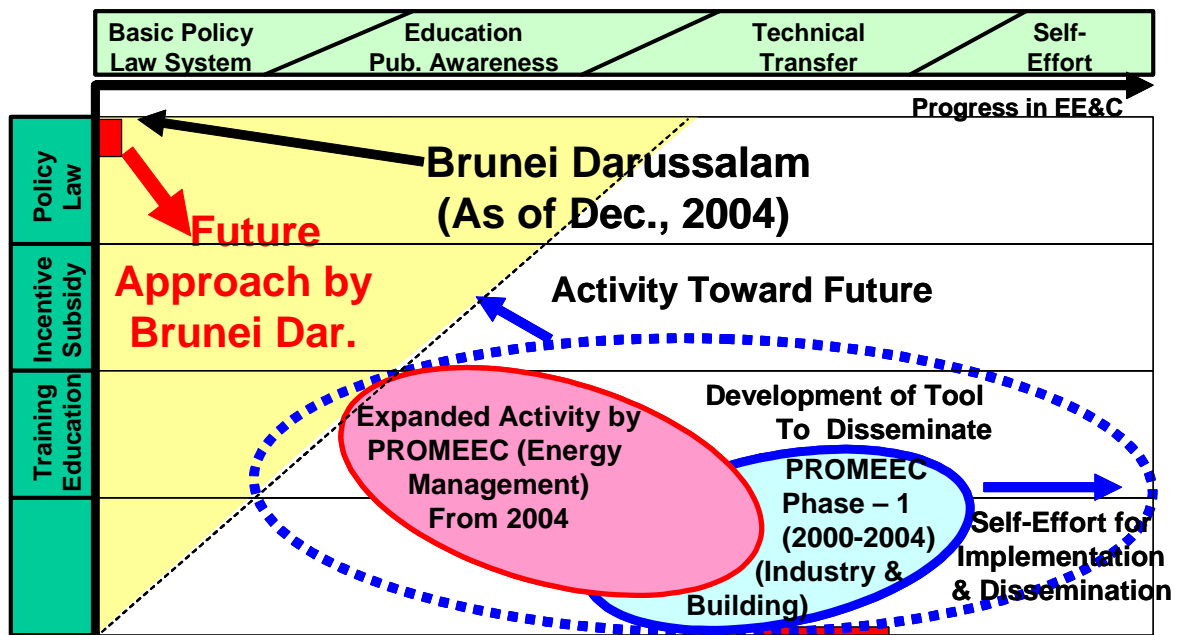 Basic Policy
Law System
Education
Pub. Awareness
Technical
Transfer
Self-
Effort
Progress in EE&C
Policy
Law
Incentive
Subsidy
Training
Education
Brunei Darussalam
(As of Dec., 2004)
Future
Approach by
Brunei Dar.
Activity Toward Future
Expanded Activity by
PROMEEC (Energy
Management)
From 2004
Development of Tool
To Disseminate
PROMEEC
Phase – 1
(2000-2004)
(Industry &
Building)
Self-Effort for
Implementation
& Dissemination